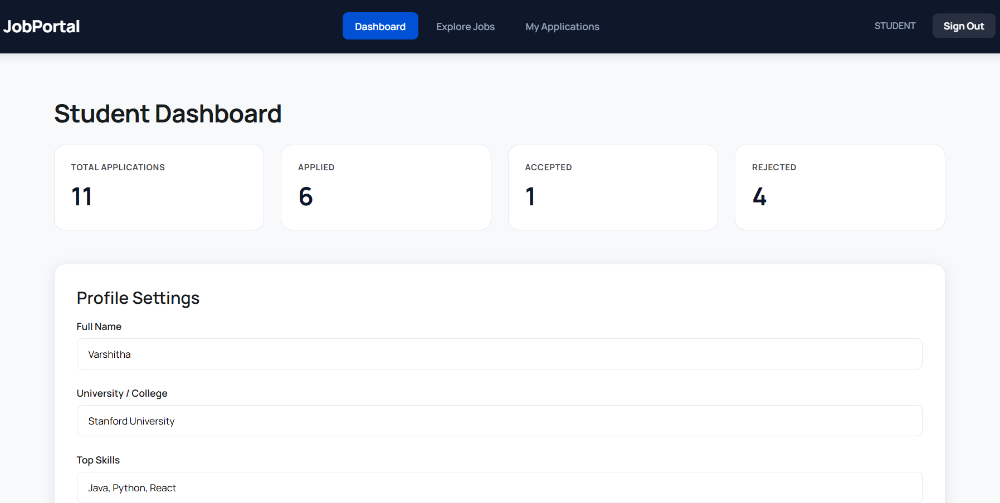 JobPortal
Dashboard
Explore Jobs
My Applications
STUDENT
Sign Out
Student Dashboard
TOTAL APPLICATIONS
11
APPLIED
6
ACCEPTED
1
REJECTED
4
Profile Settings
Full Name
Varshitha
University / College
Stanford University
Top Skills
Java, Python, React